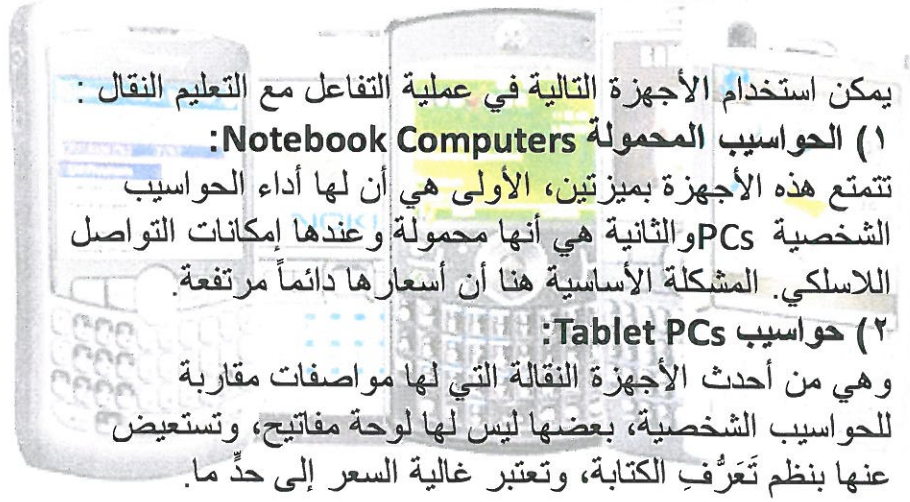 يمكن استخدام الأجهزة التالية في عملية التفاعل مع التعليم النقال :
١) الحواسيب المحمولة Notebook Computers:
تتمتع هذه الأجهزة بميزتين، الأولى هي أن لها أداء الحواسيب
الشخصية PCsوالثانية هي أنها محمولة وعندها إمكانات التواصل
اللاسلكي. المشكلة الأساسية هنا أن أسعارها دائماً مرتفعة.
٢) حواسيب Tablet PCs:
وهي من أحدث الأجهزة النقالة التي لها مواصفات مقاربة
للحواسيب الشخصية، بعضها ليس لها لوحة مفاتيح، وتستعيض
عنها بنظم تَعَرُّفِ الكتابة، وتعتبر غالية السعر إلى حدٍّ ما.